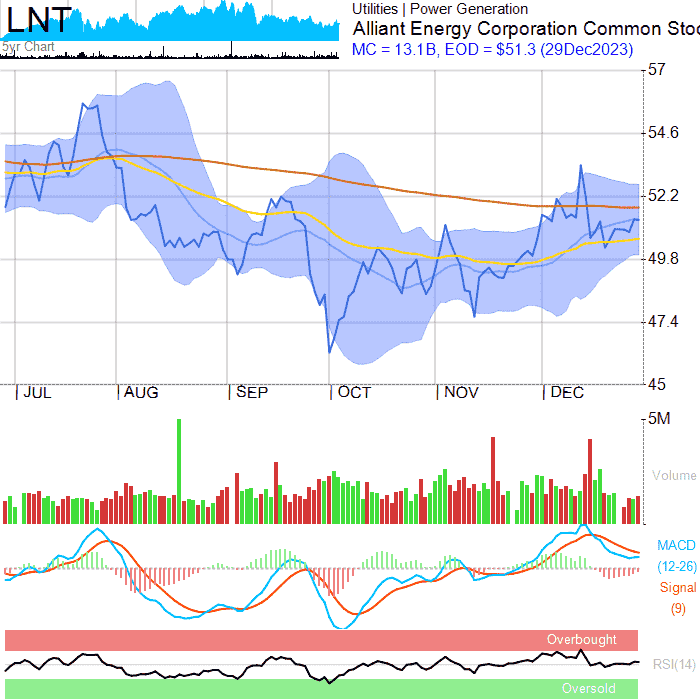 LNT
5yr Chart
Utilities | Power Generation
Alliant Energy Corporation Common Stoc
MC = 13.1B, EOD = $51.3 (29Dec2023)
57
54.6
52.2
49.8
47.4
45
JUL AUG SEP OCT NOV DEC
5M
Volume
MACD
(12-26)
Signal
(9)
Overbought
RSI(14)
Oversold